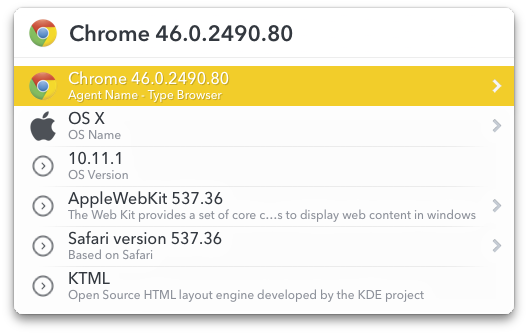 Chrome 46.0.2490.80
Chrome 46.0.2490.80
Agent Name - Type Browser
OS X
OS Name
10.11.1
OS Version
AppleWebKit 537.36
The Web Kit provides a set of core c...s to display web content in windows
Safari version 537.36
Based on Safari
KTML
Open Source HTML layout engine developed by the KDE project